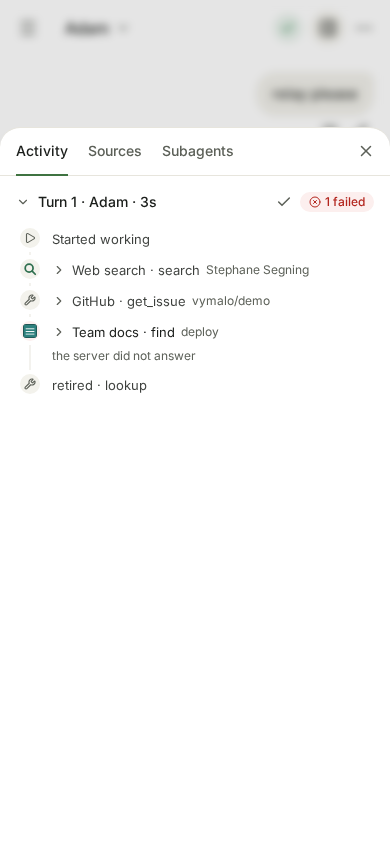 Adam
Activity Sources Subagents
Turn 1 · Adam · 3s 1 failed
Started working
Web search · search Stephane Segning
GitHub · get_issue vymalo/demo
Team docs · find deploy
the server did not answer
retired · lookup